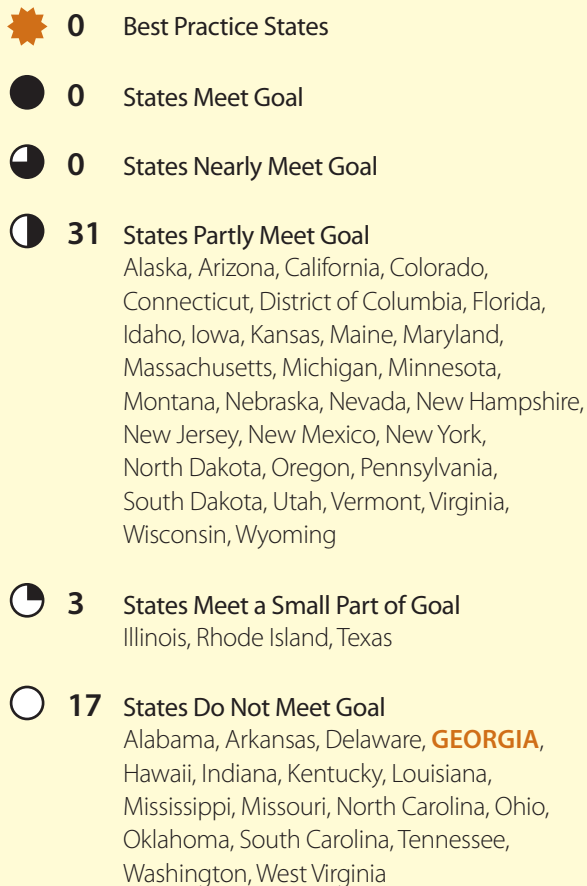 0 Best Practice States
0 States Meet Goal
0 States Nearly Meet Goal
31 States Partly Meet Goal
Alaska, Arizona, California, Colorado,
Connecticut, District of Columbia, Florida,
Idaho, Iowa, Kansas, Maine, Maryland,
Massachusetts, Michigan, Minnesota,
Montana, Nebraska, Nevada, New Hampshire,
New Jersey, New Mexico, New York,
North Dakota, Oregon, Pennsylvania,
South Dakota, Utah, Vermont, Virginia,
Wisconsin, Wyoming
3 States Meet a Small Part of Goal
Illinois, Rhode Island, Texas
17 States Do Not Meet Goal
Alabama, Arkansas, Delaware, GEORGIA,
Hawaii, Indiana, Kentucky, Louisiana,
Mississippi, Missouri, North Carolina, Ohio,
Oklahoma, South Carolina, Tennessee,
Washington, West Virginia